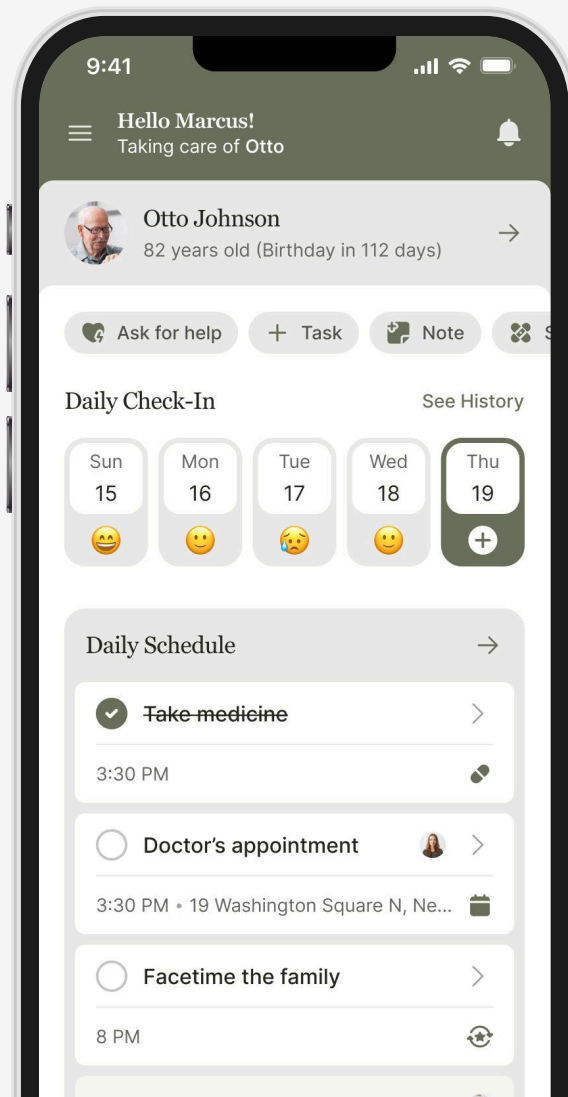 9:41
Hello Marcus!
Taking care of Otto
Otto Johnson
82 years old (Birthday in 112 days)
Ask for help
Task
Note
S
Daily Check-In
See History
Sun
15
Mon
16
Tue
17
Wed
18
Thu
19
Daily Schedule
Take medicine
3:30 PM
Doctor’s appointment
3:30 PM • 19 Washington Square N, Ne...
Facetime the family
8 PM